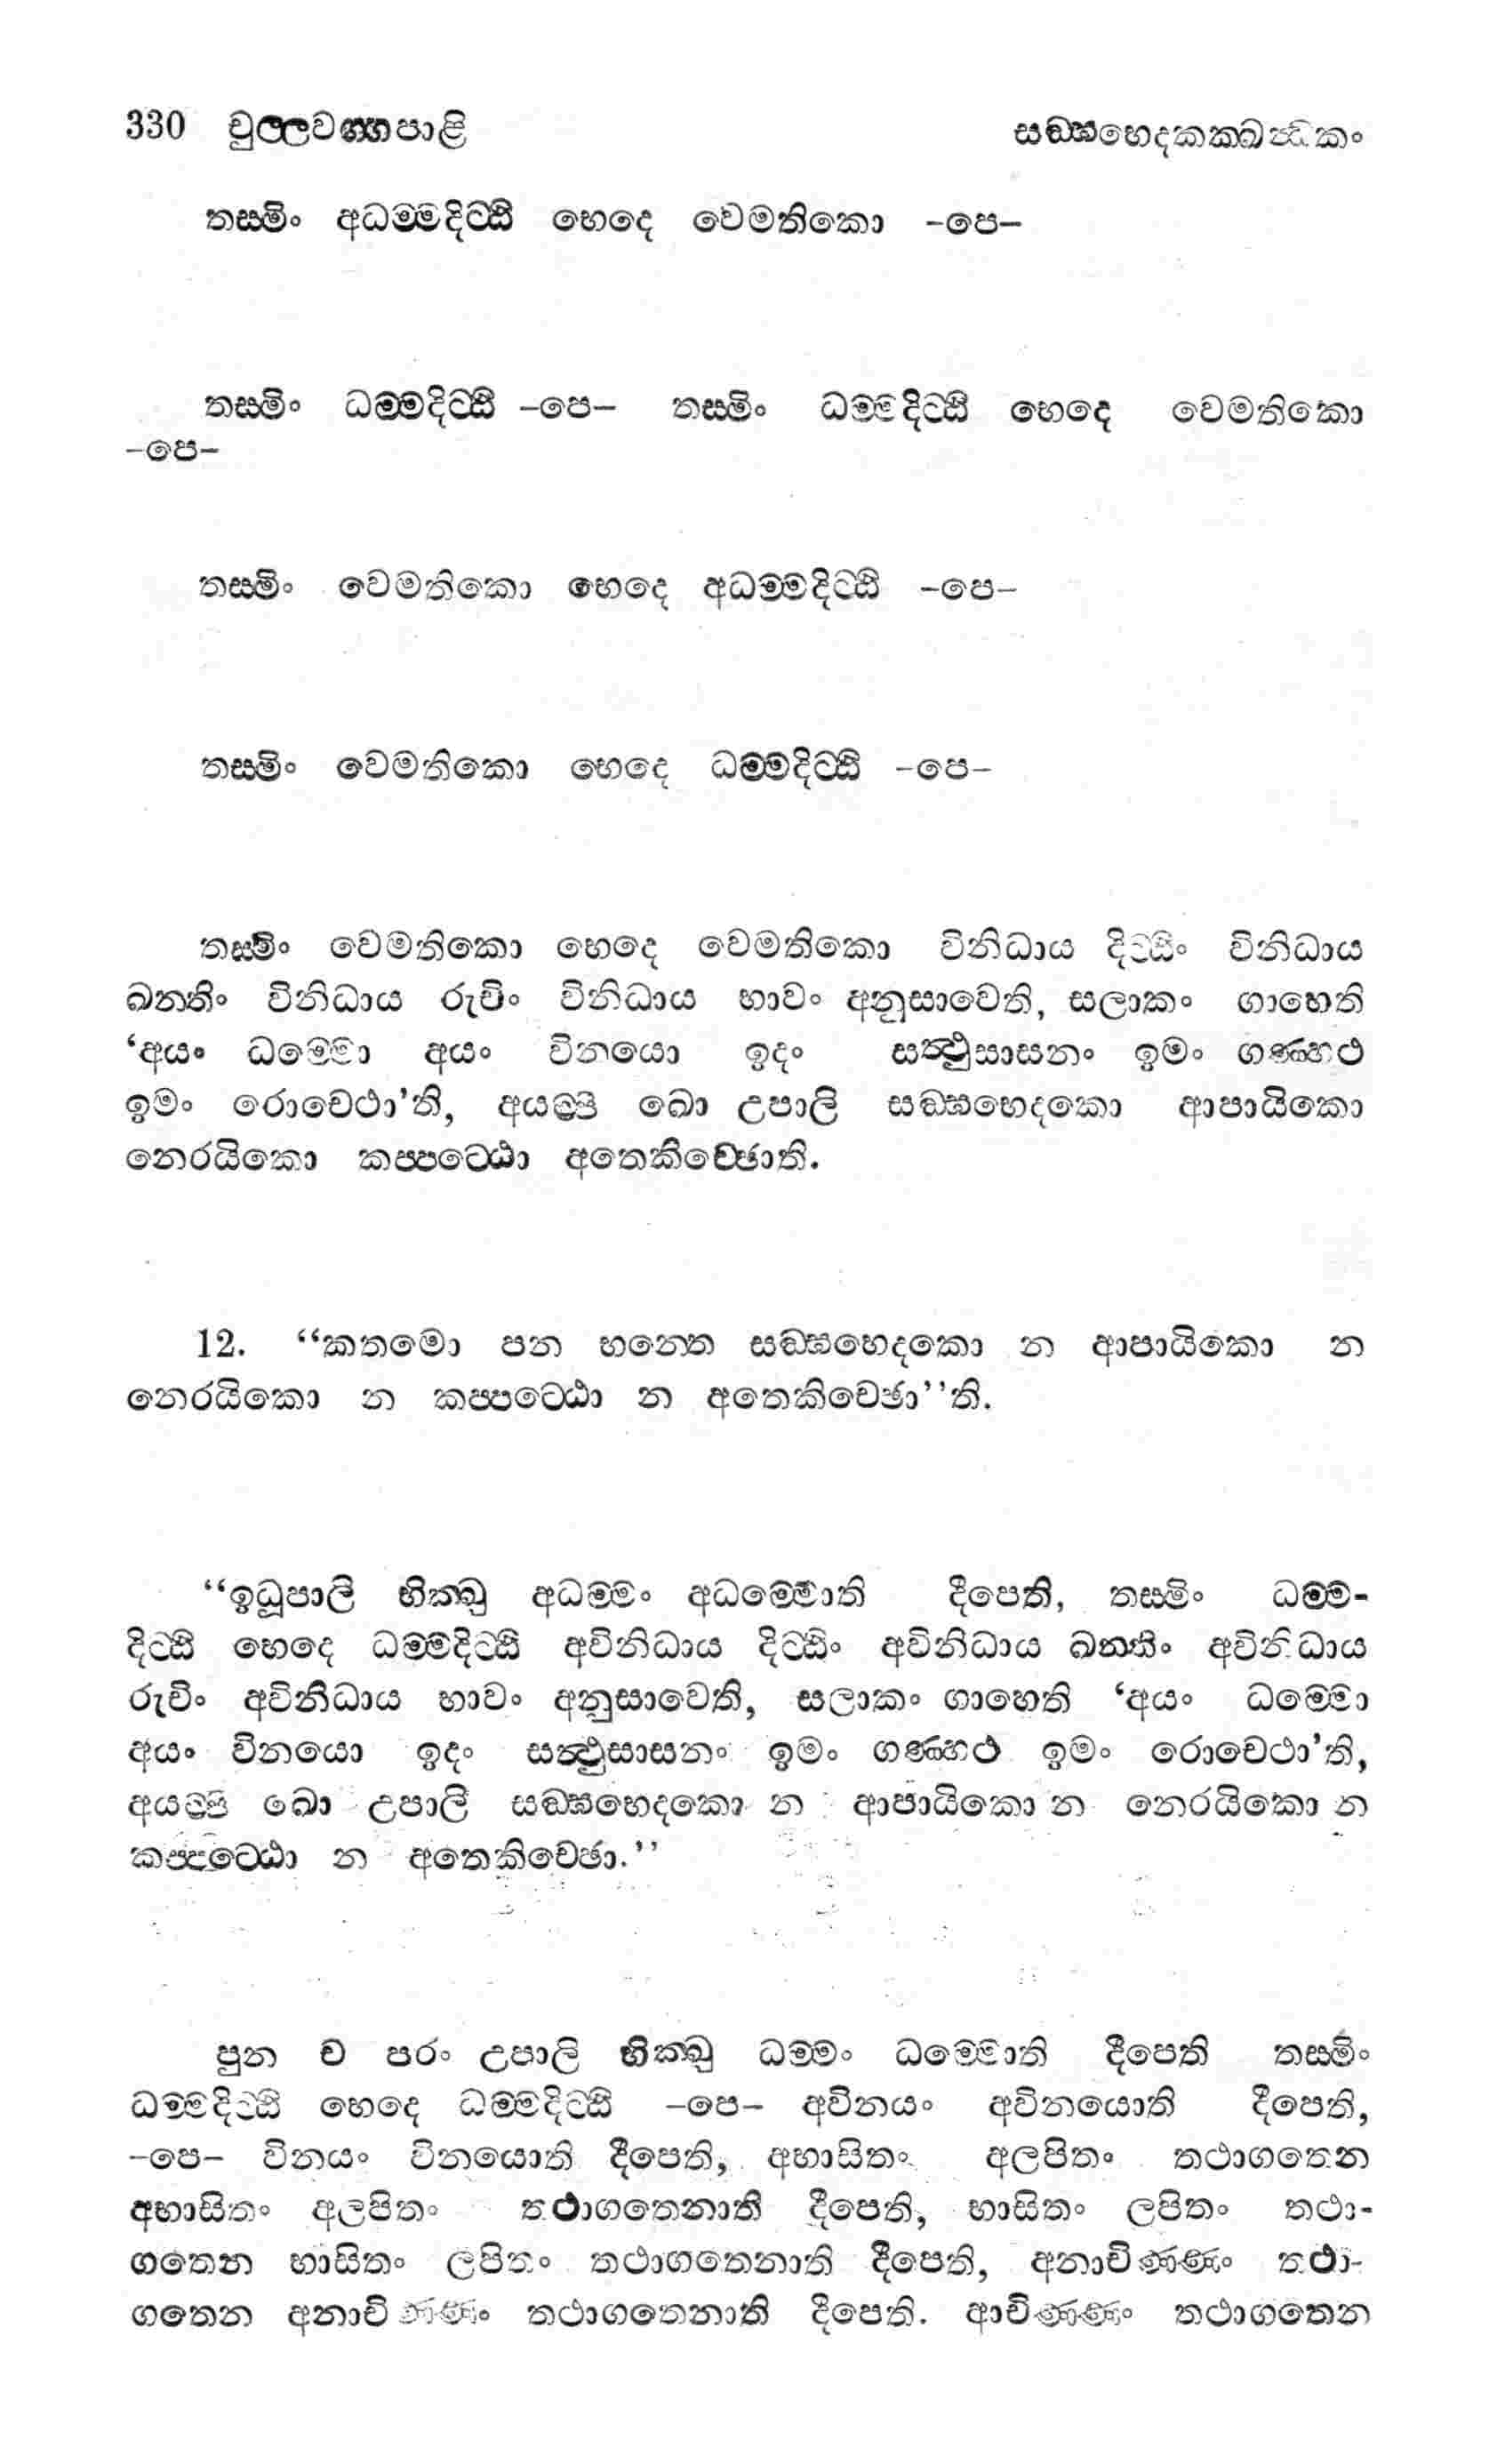 330 චුල්ලවග්ගපාළි සඞ්ඝභෙදකක්ඛන්ධකං
තස්මිං අධම්මදිට්ඨි භෙදෙ වෙමතිකො –පෙ–
තස්මිං ධම්මදිට්ඨි –පෙ– තස්මිං ධම්මදිට්ඨි භෙදෙ වෙමතිකො
–පෙ–
තස්මිං වෙමතිකො භෙදෙ අධම්මදිට්ඨි –පෙ–
තස්මිං වෙමතිකො භෙදෙ ධම්මදිට්ඨි –පෙ–
තස්මිං වෙමතිකො භෙදෙ වෙමතිකො විනිධාය දිට්ඨිං විනිධාය
ඛන්තිං විනිධාය රුචිං විනිධාය භාවං අනුසාවෙති, සලාකං ගාහෙති
‘අයං ධම්මො අයං විනයො ඉදං සත්ථුසාසනං ඉමං ගණ්හථ
ඉමං රොචෙථා’ති, අයම්පි ඛො උපාලි සඞ්ඝභෙදකො ආපායිකො
නෙරයිකො කප්පට්ඨො අතෙකිච්ඡොති.
12. “කතමො පන භන්තෙ සඞ්ඝභෙදකො න ආපායිකො න
නෙරයිකො න කප්පට්ඨො න අතෙකිච්ඡො”ති.
“ඉධූපාලි භික්ඛු අධම්මං අධම්මොති දීපෙති, තස්මිං ධම්ම-
දිට්ඨි භෙදෙ ධම්මදිට්ඨි අවිනිධාය දිට්ඨිං අවිනිධාය ඛන්තිං අවිනිධාය
රුචිං අවිනිධාය භාවං අනුසාවෙති, සලාකං ගාහෙති ‘අයං ධම්මො
අයං විනයො ඉදං සත්ථුසාසනං ඉමං ගණ්හථ ඉමං රොචෙථා’ති,
අයම්පි ඛො උපාලි සඞ්ඝභෙදකො න ආපායිකො න නෙරයිකො න
කප්පට්ඨො න අතෙකිච්ඡො.”
පුන ච පරං උපාලි භික්ඛු ධම්මං ධම්මොති දීපෙති තස්මිං
ධම්මදිට්ඨි භෙදෙ ධම්මදිට්ඨි –පෙ– අවිනයං අවිනයොති දීපෙති,
–පෙ– විනයං විනයොති දීපෙති, අභාසිතං අලපිතං තථාගතෙන
අභාසිතං අලපිතං තථාගතෙනාති දීපෙති, භාසිතං ලපිතං තථා-
ගතෙන භාසිතං ලපිතං තථාගතෙනාති දීපෙති, අනාචිණ්ණං තථා-
ගතෙන අනාචිණ්ණං තථාගතෙනාති දීපෙති. ආචිණ්ණං තථාගතෙන